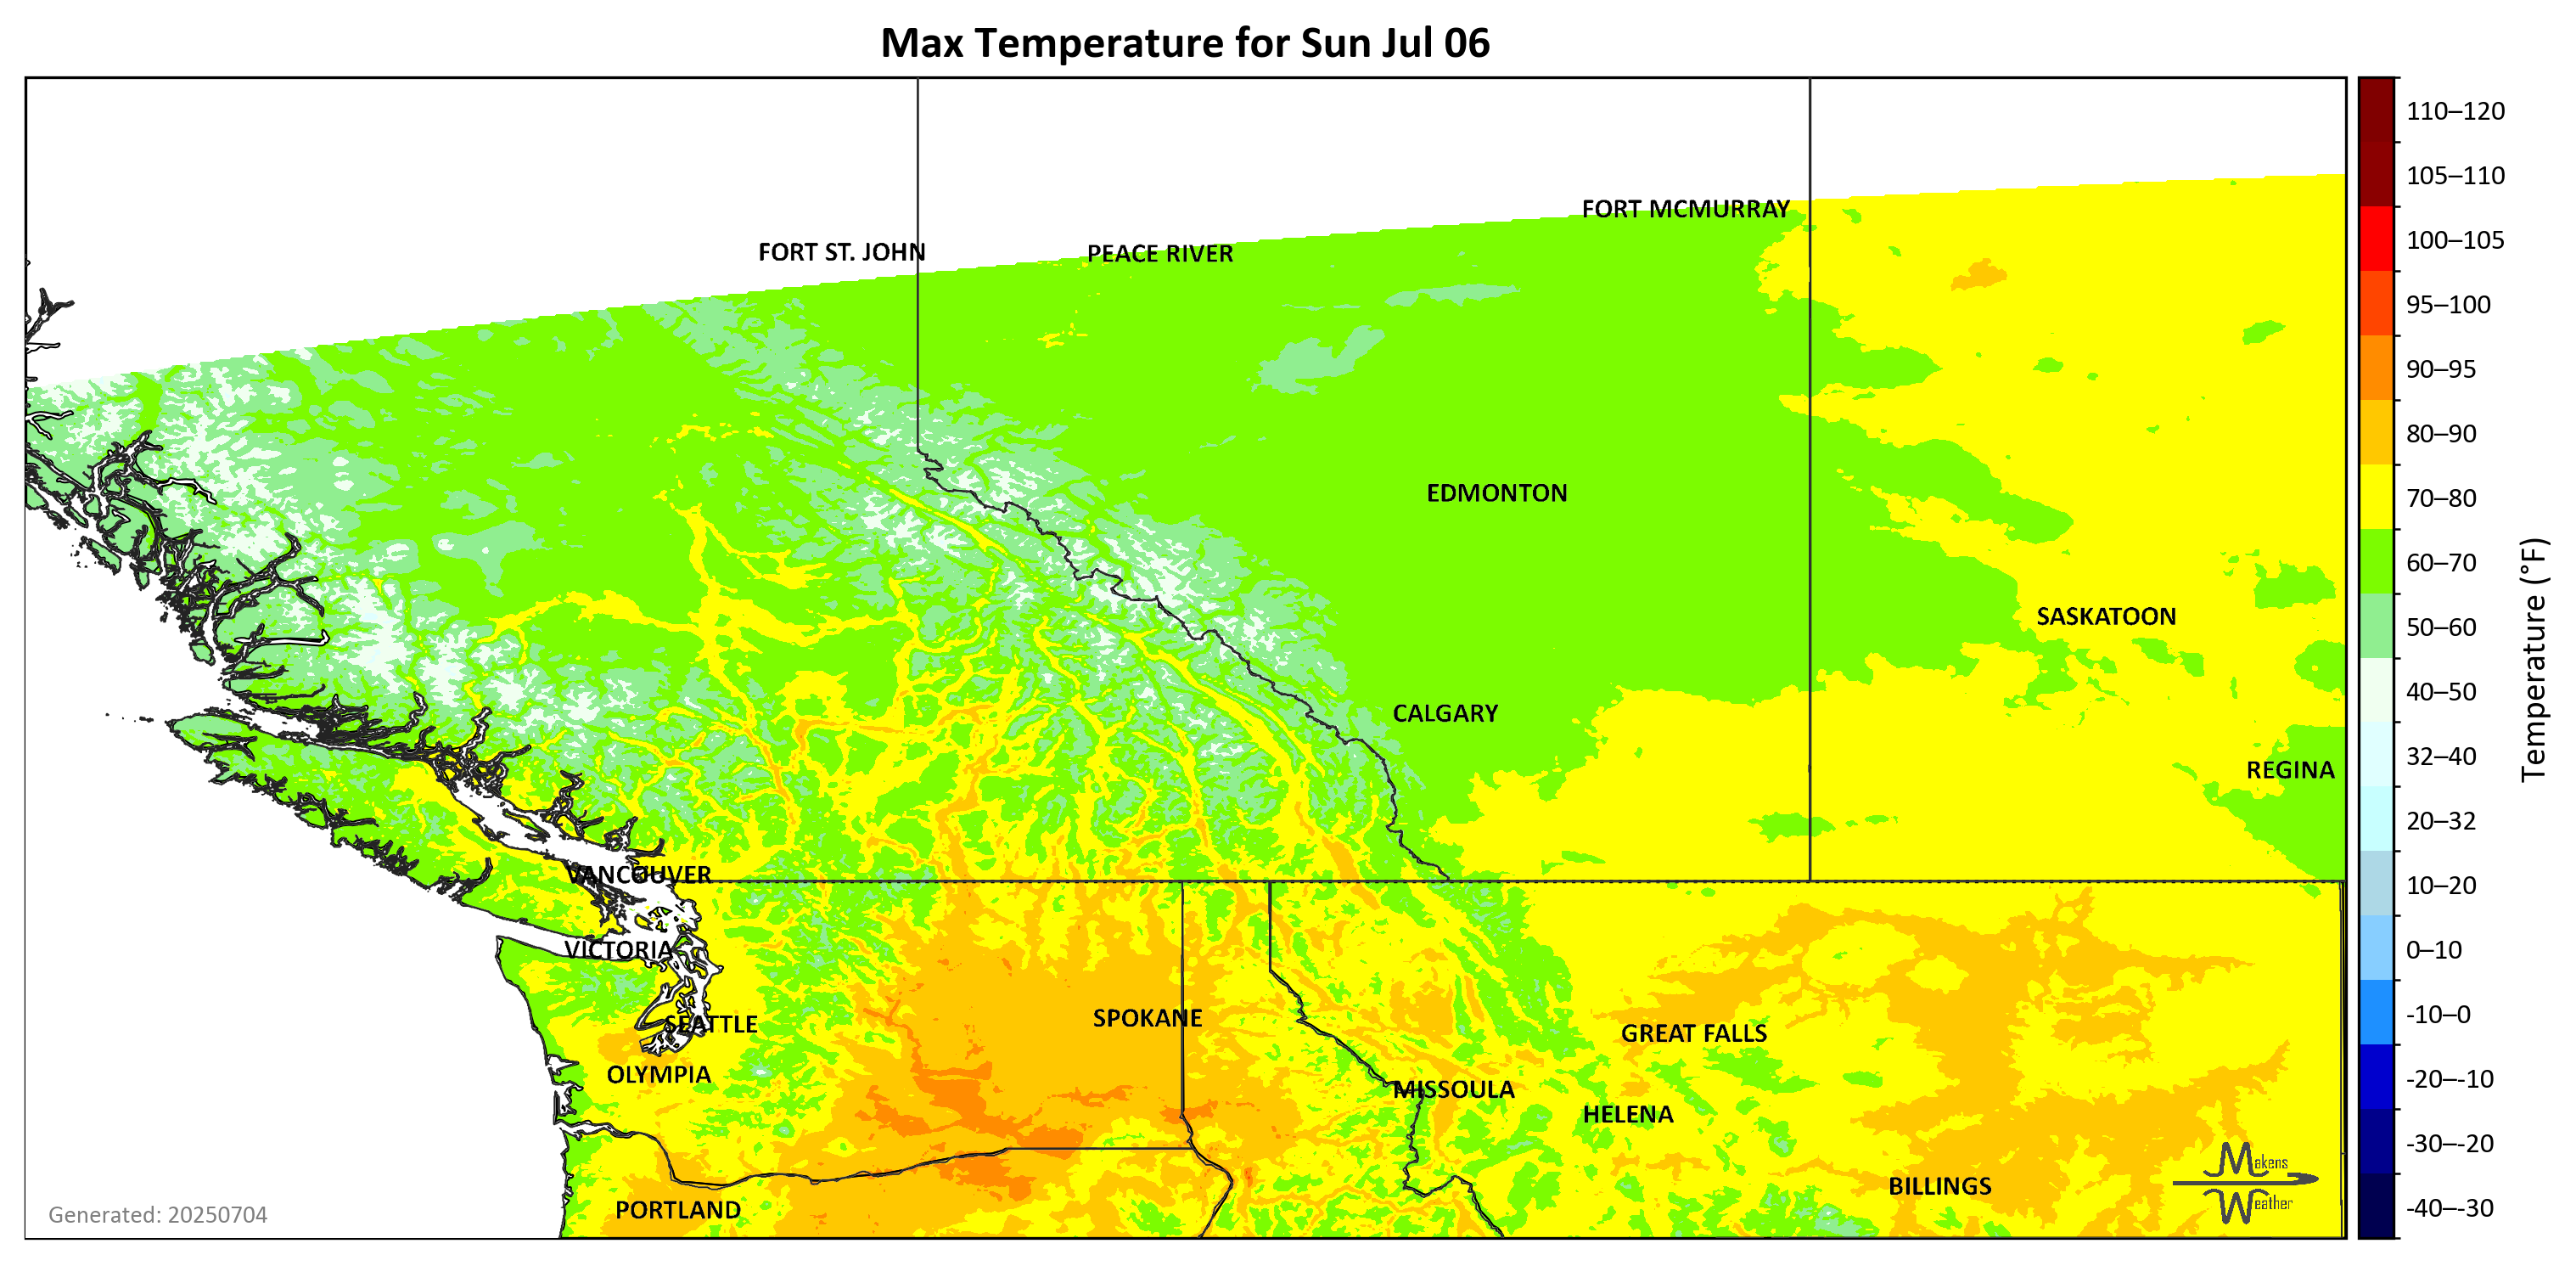 Max Temperature for Sun Jul 06
FORT MCMURRAY
FORT ST. JOHN
PEACE RIVER
EDMONTON
SASKATOON
CALGARY
REGINA
VANCOUVER
VICTORIA
SEATTLE
SPOKANE
GREAT FALLS
OLYMPIA
MISSOULA
HELENA
BILLINGS
PORTLAND
Makens
Weather
Generated: 20250704
110–120
105–110
100–105
95–100
90–95
80–90
70–80
60–70
50–60
40–50
32–40
20–32
10–20
0–10
-10–0
-20–-10
-30–-20
-40–-30
Temperature (°F)